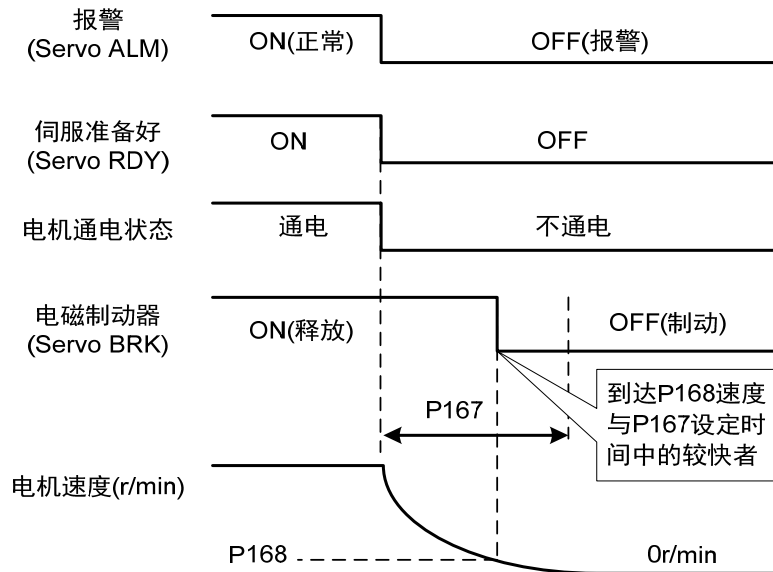 报警
(Servo ALM)
ON(正常)
OFF(报警)
伺服准备好
(Servo RDY)
ON
OFF
电机通电状态
通电
不通电
电磁制动器
(Servo BRK)
ON(释放)
OFF(制动)
到达P168速度
与P167设定时
间中的较快者
P167
电机速度(r/min)
P168
0r/min